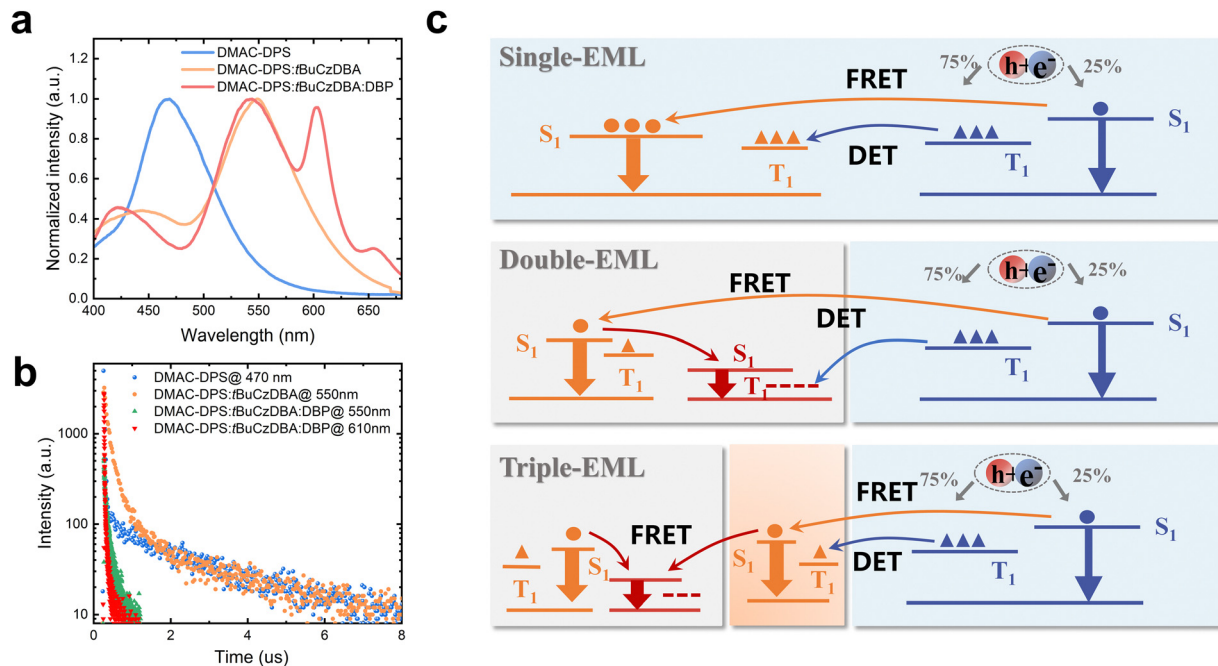 a
Normalized intensity (a.u.)
1.2
1.0
0.8
0.6
0.4
0.2
0.0
DMAC-DPS
DMAC-DPS:tBuCzDBA
DMAC-DPS:tBuCzDBA:DBP
400 450 500 550 600 650
Wavelength (nm)
b
Intensity (a.u.)
1000
100
10
DMAC-DPS@ 470 nm
DMAC-DPS:tBuCzDBA@ 550nm
DMAC-DPS:tBuCzDBA:DBP@ 550nm
DMAC-DPS:tBuCzDBA:DBP@ 610nm
0 2 4 6 8
Time (us)
c
Single-EML
75% h+e- 25%
FRET
S1
T1
DET
T1
S1
Double-EML
75% h+e- 25%
FRET
DET
S1
T1
S1
T1
T1
S1
Triple-EML
75% h+e- 25%
FRET
FRET
DET
T1
S1
S1
T1
T1
S1